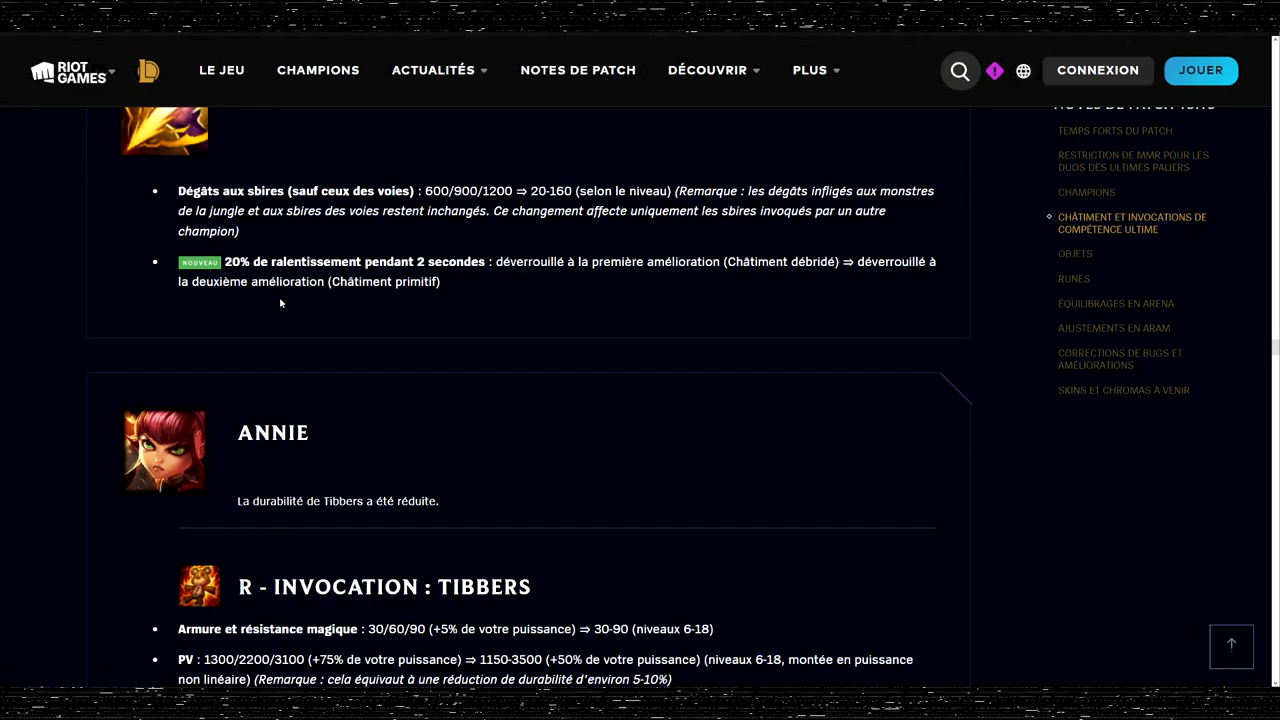 RIOT GAMES
LE JEU
CHAMPIONS
ACTUALITÉS
NOTES DE PATCH
DÉCOUVRIR
PLUS
CONNEXION
JOUER
TEMPS FORTS DU PATCH
RESTRICTION DE MMR POUR LES
DUOS DES ULTIMES PALIERS
CHAMPIONS
CHÂTIMENT ET INVOCATIONS DE
COMPÉTENCE ULTIME
OBJETS
RUNES
ÉQUILIBRAGES EN ARENA
AJUSTEMENTS EN ARAM
CORRECTIONS DE BUGS ET
AMÉLIORATIONS
SKINS ET CHROMAS À VENIR
Dégâts aux sbires (sauf ceux des voies) : 600/900/1200 ⇒ 20-160 (selon le niveau) (Remarque : les dégâts infligés aux monstres
de la jungle et aux sbires des voies restent inchangés. Ce changement affecte uniquement les sbires invoqués par un autre
champion)
NOUVEAU 20% de ralentissement pendant 2 secondes : déverrouillé à la première amélioration (Châtiment débridé) ⇒ déverrouillé à
la deuxième amélioration (Châtiment primitif)
ANNIE
La durabilité de Tibbers a été réduite.
R - INVOCATION : TIBBERS
Armure et résistance magique : 30/60/90 (+5% de votre puissance) ⇒ 30-90 (niveaux 6-18)
PV : 1300/2200/3100 (+75% de votre puissance) ⇒ 1150-3500 (+50% de votre puissance) (niveaux 6-18, montée en puissance
non linéaire) (Remarque : cela équivaut à une réduction de durabilité d'environ 5-10%)